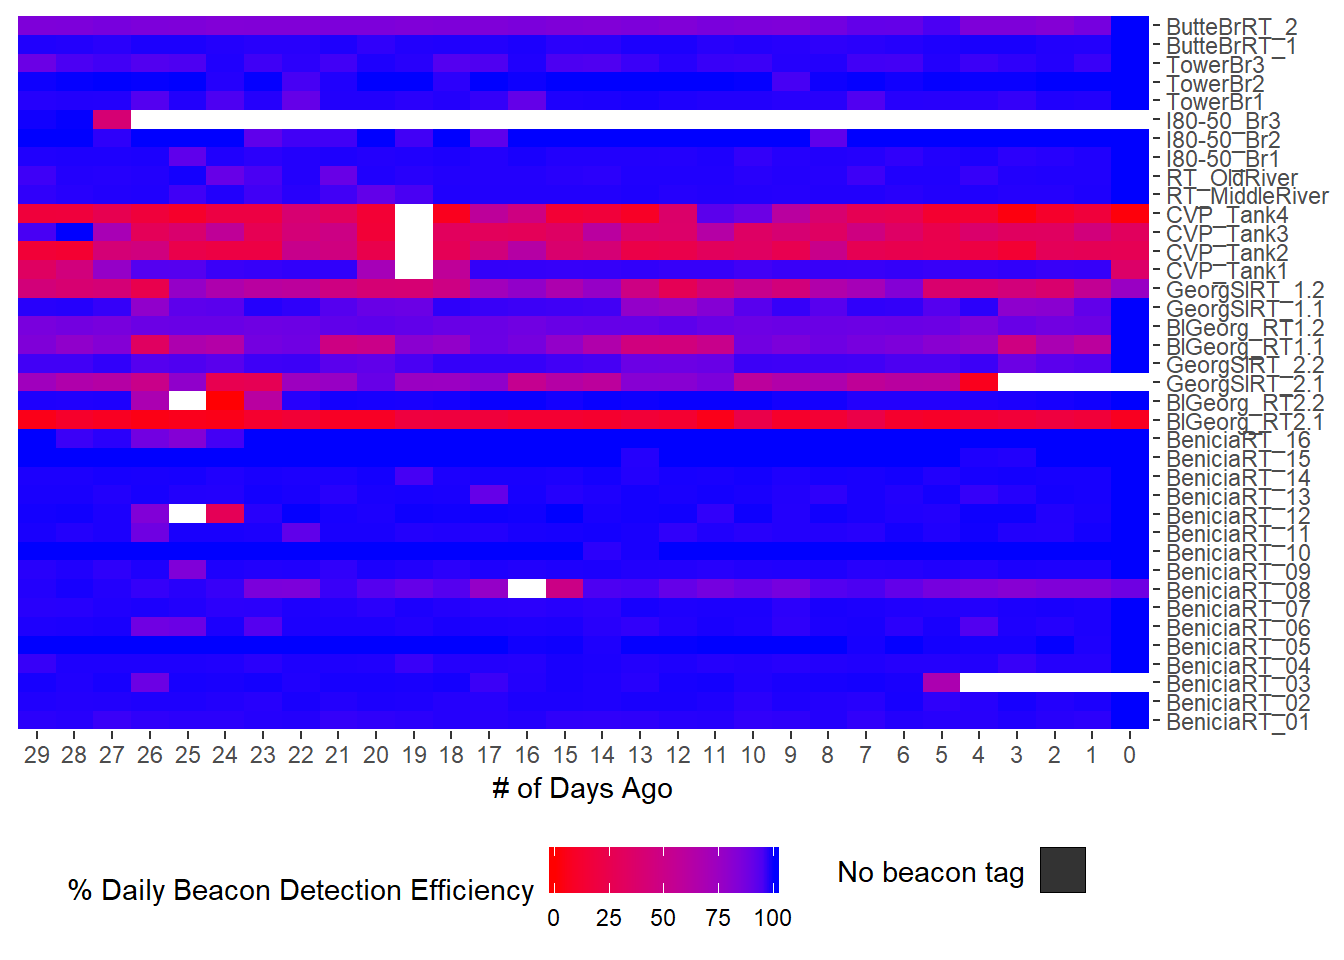 ButteBrRT_2
ButteBrRT_1
TowerBr3
TowerBr2
TowerBr1
I80-50_Br3
I80-50_Br2
I80-50_Br1
RT_OldRiver
RT_MiddleRiver
CVP_Tank4
CVP_Tank3
CVP_Tank2
CVP_Tank1
GeorgSlRT_1.2
GeorgSlRT_1.1
BlGeorg_RT1.2
BlGeorg_RT1.1
GeorgSlRT_2.2
GeorgSlRT_2.1
BlGeorg_RT2.2
BlGeorg_RT2.1
BeniciaRT_16
BeniciaRT_15
BeniciaRT_14
BeniciaRT_13
BeniciaRT_12
BeniciaRT_11
BeniciaRT_10
BeniciaRT_09
BeniciaRT_08
BeniciaRT_07
BeniciaRT_06
BeniciaRT_05
BeniciaRT_04
BeniciaRT_03
BeniciaRT_02
BeniciaRT_01
29 28 27 26 25 24 23 22 21 20 19 18 17 16 15 14 13 12 11 10 9 8 7 6 5 4 3 2 1 0
# of Days Ago
% Daily Beacon Detection Efficiency
0 25 50 75 100
No beacon tag